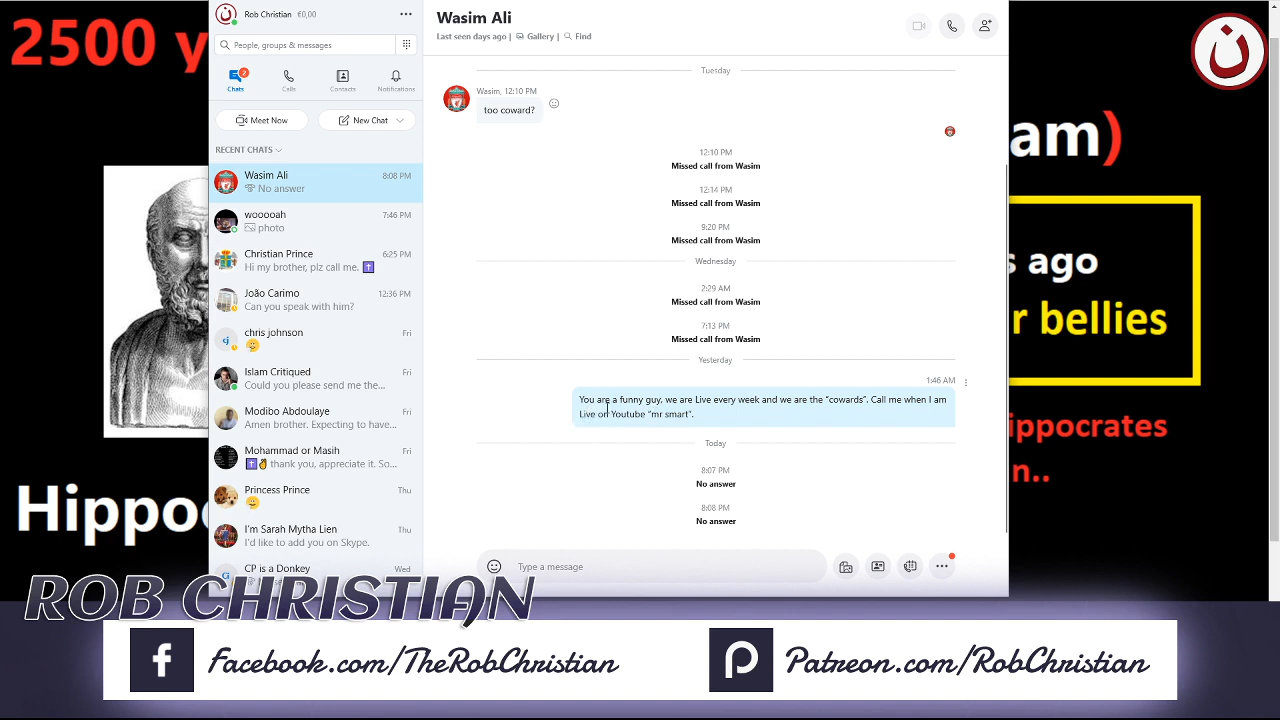 2500 y
am)
s ago
r bellies
ippocrates
n..
Hippoc
ن
Rob Christian €0,00
People, groups & messages
2
Chats
Calls
Contacts
Notifications
Meet Now
New Chat
RECENT CHATS
Wasim Ali 8:08 PM
No answer
wooooah 7:46 PM
photo
Christian Prince 6:25 PM
Hi my brother, plz call me. ✝️
João Carimo 12:36 PM
Can you speak with him?
cj
chris johnson Fri
Islam Critiqued Fri
Could you please send me the...
Modibo Abdoulaye Fri
Amen brother. Expecting to have...
Mohammad or Masih Fri
✝️✌ thank you, appreciate it. So...
Princess Prince Thu
I'm Sarah Mytha Lien Thu
I'd like to add you on Skype.
CP is a Donkey Wed
Wasim Ali
Last seen days ago | Gallery | Find
Tuesday
Wasim, 12:10 PM
too coward?
12:10 PM
Missed call from Wasim
12:14 PM
Missed call from Wasim
9:20 PM
Missed call from Wasim
Wednesday
2:29 AM
Missed call from Wasim
7:13 PM
Missed call from Wasim
Yesterday
1:46 AM
You are a funny guy, we are Live every week and we are the “cowards”. Call me when I am
Live on Youtube “mr smart”.
Today
8:07 PM
No answer
8:08 PM
No answer
Type a message
ROB CHRISTIAN
Facebook.com/TheRobChristian
Patreon.com/RobChristian